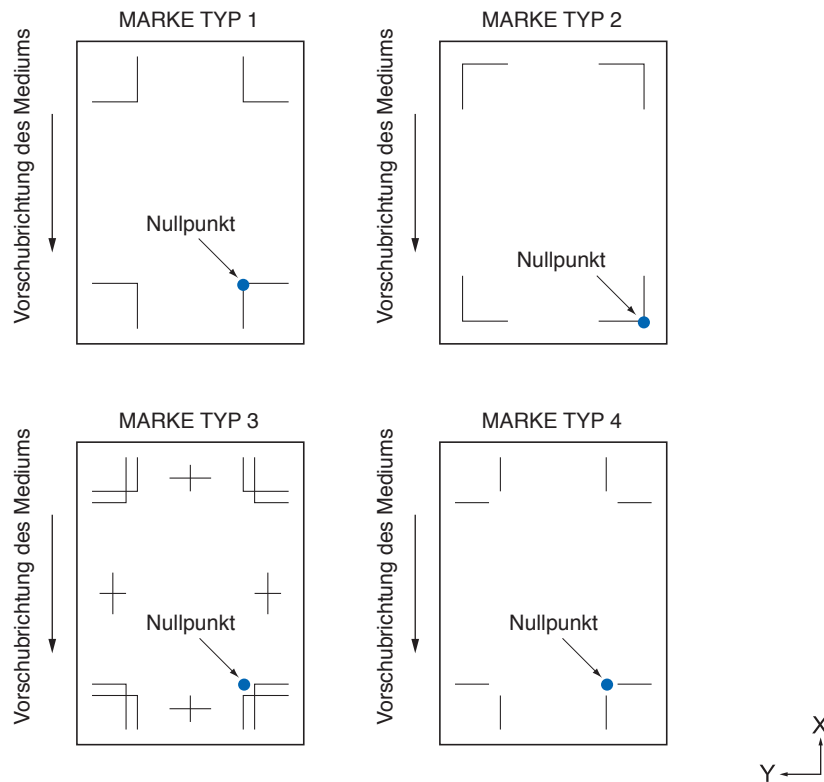 MARKE TYP 1
Vorschubrichtung des Mediums
Nullpunkt
MARKE TYP 2
Vorschubrichtung des Mediums
Nullpunkt
MARKE TYP 3
Vorschubrichtung des Mediums
Nullpunkt
MARKE TYP 4
Vorschubrichtung des Mediums
Nullpunkt
X
Y